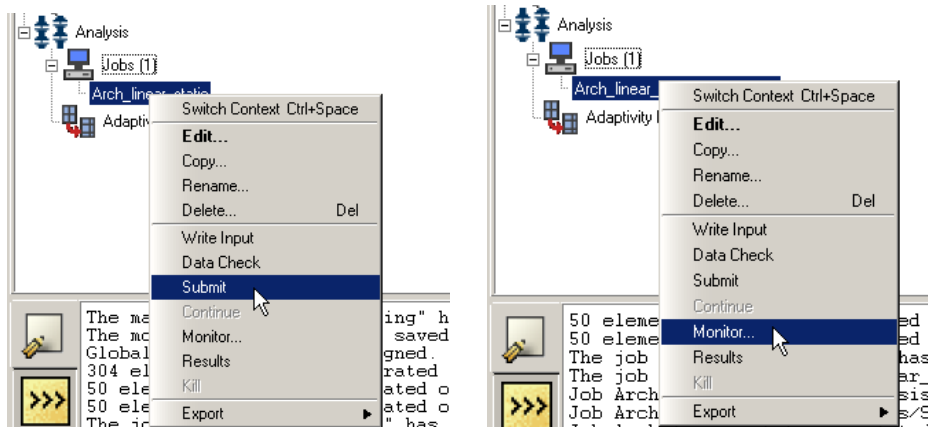 Analysis
Jobs (1)
Arch_linear_static
Adaptiv
Switch Context Ctrl+Space
Edit...
Copy...
Rename...
Delete... Del
Write Input
Data Check
Submit
Continue
Monitor...
Results
Kill
Export
The ma ing" h
The mo saved
Global gned.
304 el rated
50 ele ated o
50 ele ated o
The jo " has
Analysis
Jobs (1)
Arch_linear_
Adaptivity
Switch Context Ctrl+Space
Edit...
Copy...
Rename...
Delete... Del
Write Input
Data Check
Submit
Continue
Monitor...
Results
Kill
Export
50 eleme ed
50 eleme ed
The job has
The job ar_
Job Arch sis
Job Arch s/S
>>>
>>>